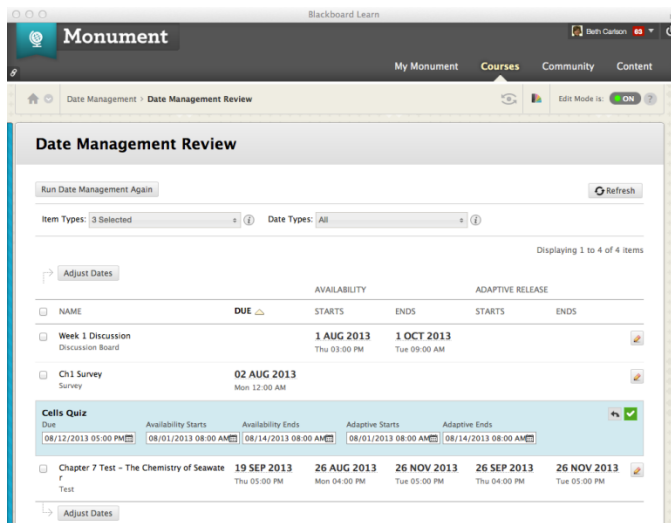 Blackboard Learn
Monument
Beth Carlson 63
My Monument Courses Community Content
Date Management > Date Management Review Edit Mode is: ON ?
Date Management Review
Run Date Management Again Refresh
Item Types: 3 Selected i Date Types: All i
Displaying 1 to 4 of 4 items
Adjust Dates
AVAILABILITY ADAPTIVE RELEASE
NAME DUE STARTS ENDS STARTS ENDS
Week 1 Discussion 1 AUG 2013 1 OCT 2013
Discussion Board Thu 03:00 PM Tue 09:00 AM
Ch1 Survey 02 AUG 2013
Survey Mon 12:00 AM
Cells Quiz
Due Availability Starts Availability Ends Adaptive Starts Adaptive Ends
08/12/2013 05:00 PM 08/01/2013 08:00 AM 08/14/2013 08:00 AM 08/01/2013 08:00 AM 08/14/2013 08:00 AM
Chapter 7 Test – The Chemistry of Seawate 19 SEP 2013 26 AUG 2013 26 NOV 2013 26 SEP 2013 26 NOV 2013
r Thu 05:00 PM Mon 04:00 PM Tue 05:00 PM Thu 04:00 PM Tue 05:00 PM
Test
Adjust Dates